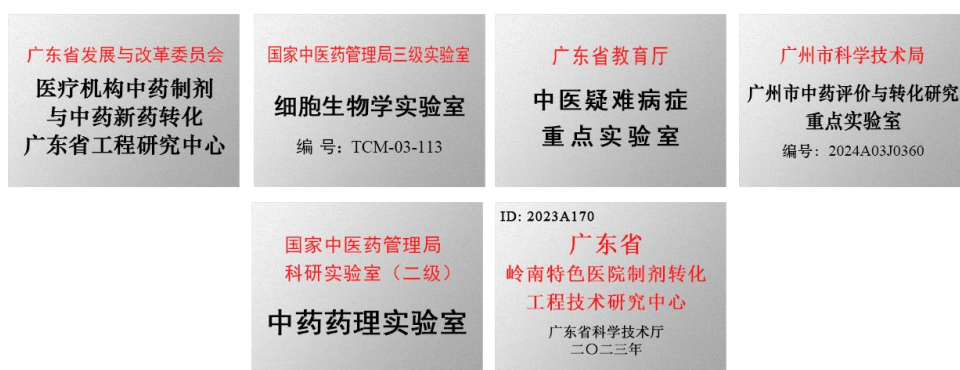 广东省发展与改革委员会
医疗机构中药制剂
与中药新药转化
广东省工程研究中心
国家中医药管理局三级实验室
细胞生物学实验室
编 号：TCM-03-113
广东省教育厅
中医疑难病症
重点实验室
广州市科学技术局
广州市中药评价与转化研究
重点实验室
编号：2024A03J0360
国家中医药管理局
科研实验室（二级）
中药药理实验室
ID: 2023A170
广东省
岭南特色医院制剂转化
工程技术研究中心
广东省科学技术厅
二〇二三年